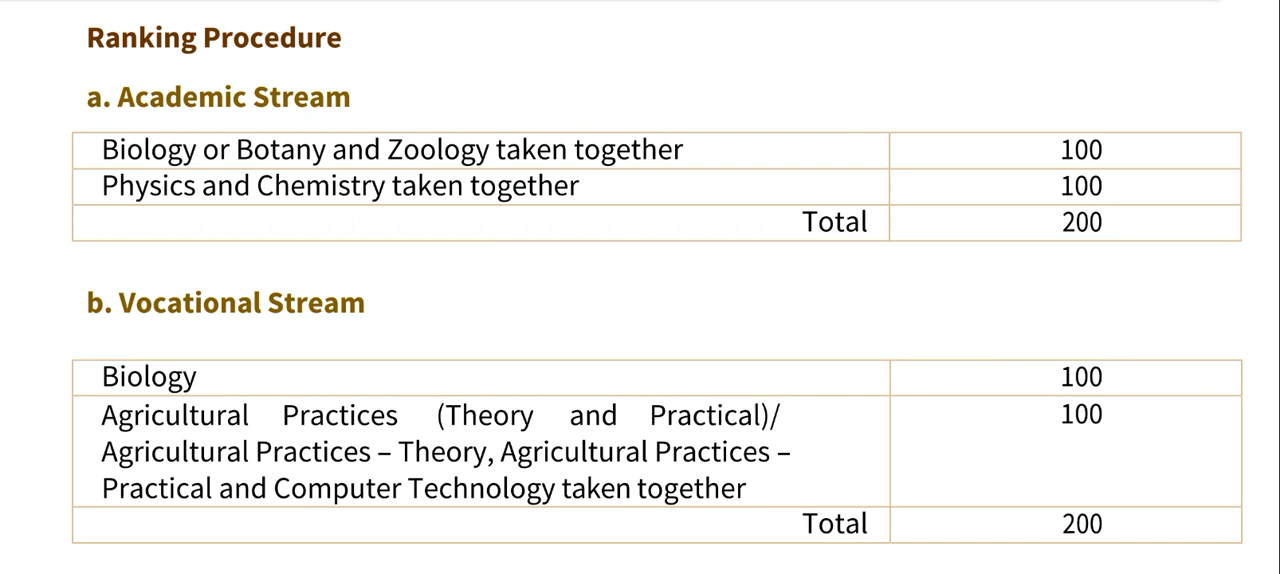 Ranking Procedure
a. Academic Stream
Biology or Botany and Zoology taken together 100
Physics and Chemistry taken together 100
Total 200
b. Vocational Stream
Biology 100
Agricultural Practices (Theory and Practical)/ 100
Agricultural Practices – Theory, Agricultural Practices –
Practical and Computer Technology taken together
Total 200